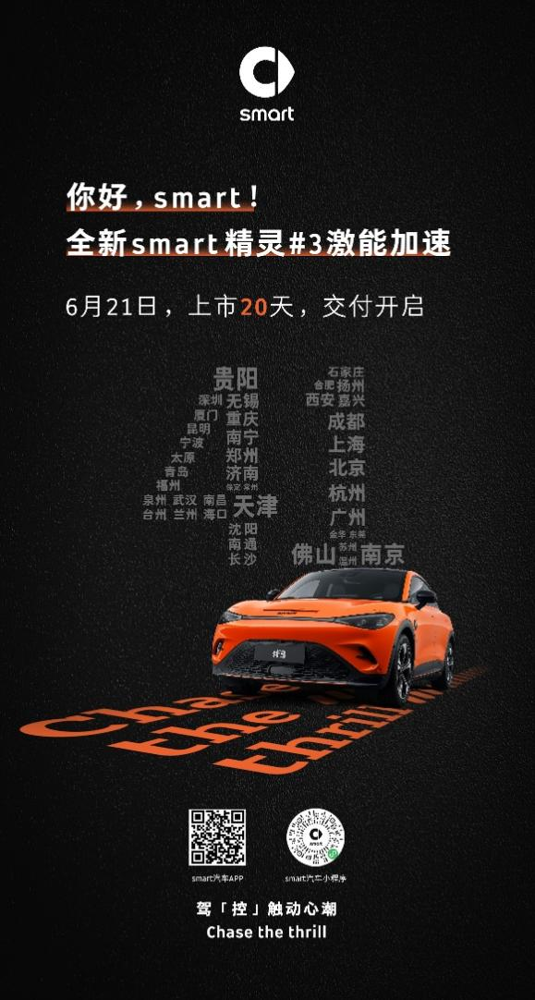 smart
你好，smart！
全新smart精灵#3激能加速
6月21日，上市20天，交付开启
贵阳
深圳 无锡
厦门 重庆
昆明
宁波 南宁
太原 郑州
青岛 济南
福州 保定 常州
泉州 武汉 南昌 天津
台州 兰州 海口
沈阳
南通
长沙
石家庄
合肥 扬州
西安 嘉兴
成都
上海
北京
杭州
广州
金华 东莞
佛山 苏州 南京
温州
#3
Chase
the
thrill
smart汽车APP
smart汽车小程序
驾「控」触动心潮
Chase the thrill